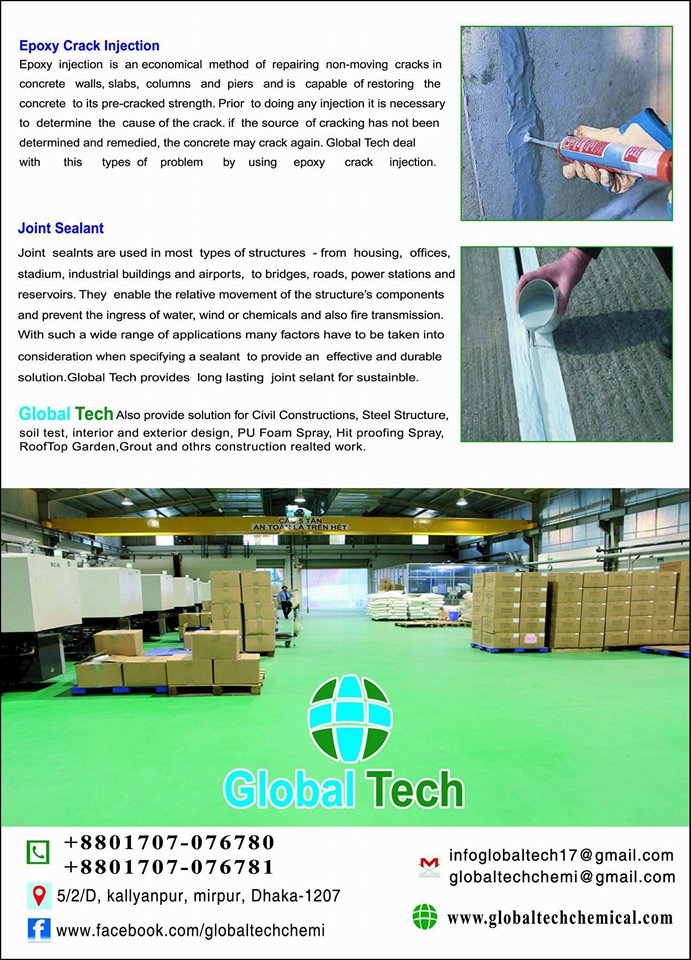 Epoxy Crack Injection
Epoxy injection is an economical method of repairing non-moving cracks in
concrete walls, slabs, columns and piers and is capable of restoring the
concrete to its pre-cracked strength. Prior to doing any injection it is necessary
to determine the cause of the crack. if the source of cracking has not been
determined and remedied, the concrete may crack again. Global Tech deal
with this types of problem by using epoxy crack injection.
Joint Sealant
Joint sealnts are used in most types of structures - from housing, offices,
stadium, industrial buildings and airports, to bridges, roads, power stations and
reservoirs. They enable the relative movement of the structure's components
and prevent the ingress of water, wind or chemicals and also fire transmission.
With such a wide range of applications many factors have to be taken into
consideration when specifying a sealant to provide an effective and durable
solution.Global Tech provides long lasting joint selant for sustainble.
Global Tech Also provide solution for Civil Constructions, Steel Structure,
soil test, interior and exterior design, PU Foam Spray, Hit proofing Spray,
RoofTop Garden,Grout and othrs construction realted work.
CẦU 5 TẤN
AN TOÀN LÀ TRÊN HẾT
Global Tech
+8801707-076780
+8801707-076781
5/2/D, kallyanpur, mirpur, Dhaka-1207
www.facebook.com/globaltechchemi
infoglobaltech17@gmail.com
globaltechchemi@gmail.com
www.globaltechchemical.com